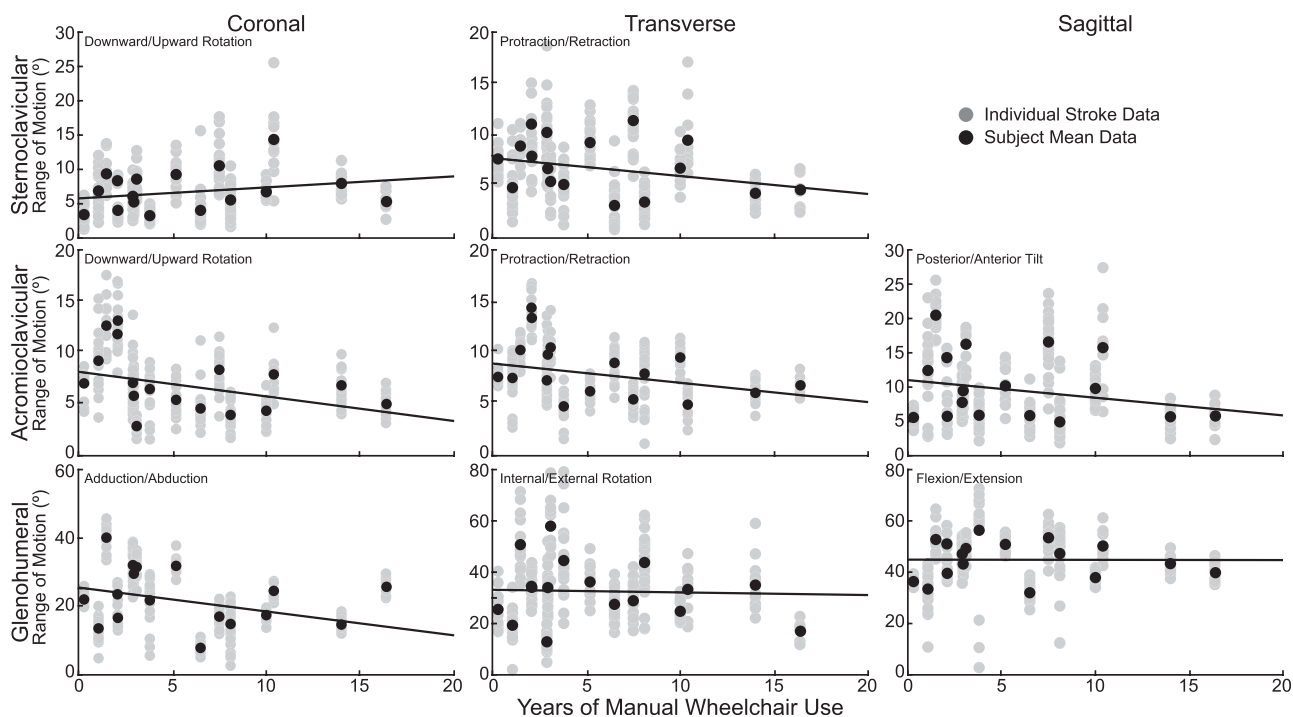 Coronal
Transverse
Sagittal
Sternoclavicular
Range of Motion (º)
30
25
20
15
10
5
0
Downward/Upward Rotation
20
15
10
5
0
Protraction/Retraction
Individual Stroke Data
Subject Mean Data
Acromioclavicular
Range of Motion (º)
20
15
10
5
0
Downward/Upward Rotation
20
15
10
5
0
Protraction/Retraction
30
25
20
15
10
5
0
Posterior/Anterior Tilt
Glenohumeral
Range of Motion (º)
60
40
20
0
Adduction/Abduction
80
60
40
20
0
Internal/External Rotation
80
60
40
20
0
Flexion/Extension
0 5 10 15 20
0 5 10 15 20
0 5 10 15 20
Years of Manual Wheelchair Use